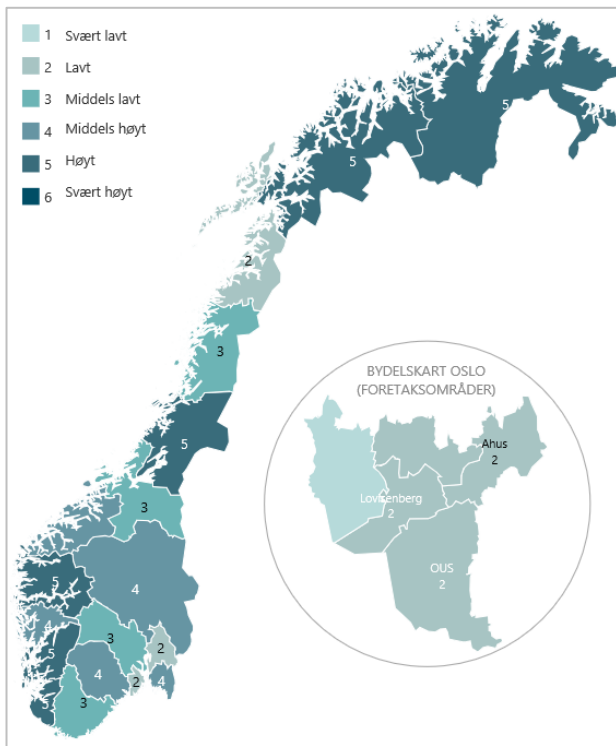 1 Svært lavt
2 Lavt
3 Middels lavt
4 Middels høyt
5 Høyt
6 Svært høyt
5
5
2
3
5
3
4
5
3
2
5
4
2
4
3
5
BYDELSKART OSLO
(FORETAKSOMRÅDER)
Ahus
2
Lovisenberg
2
OUS
2